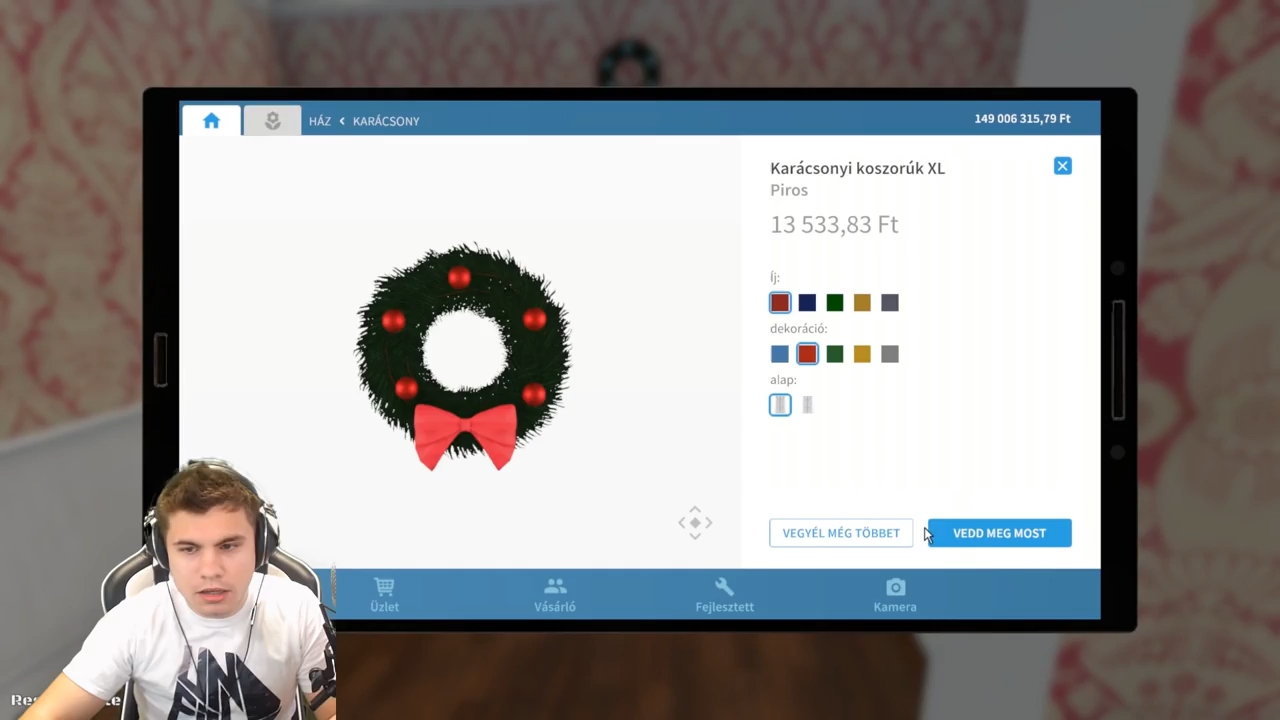 HÁZ < KARÁCSONY
149 006 315,79 Ft
Karácsonyi koszorúk XL
Piros
13 533,83 Ft
Íj:
dekoráció:
alap:
VEGYÉL MÉG TÖBBET
VEDD MEG MOST
Üzlet
Vásárló
Fejlesztett
Kamera